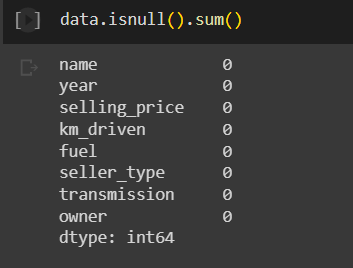 [ ] data.isnull().sum()
name 0
year 0
selling_price 0
km_driven 0
fuel 0
seller_type 0
transmission 0
owner 0
dtype: int64